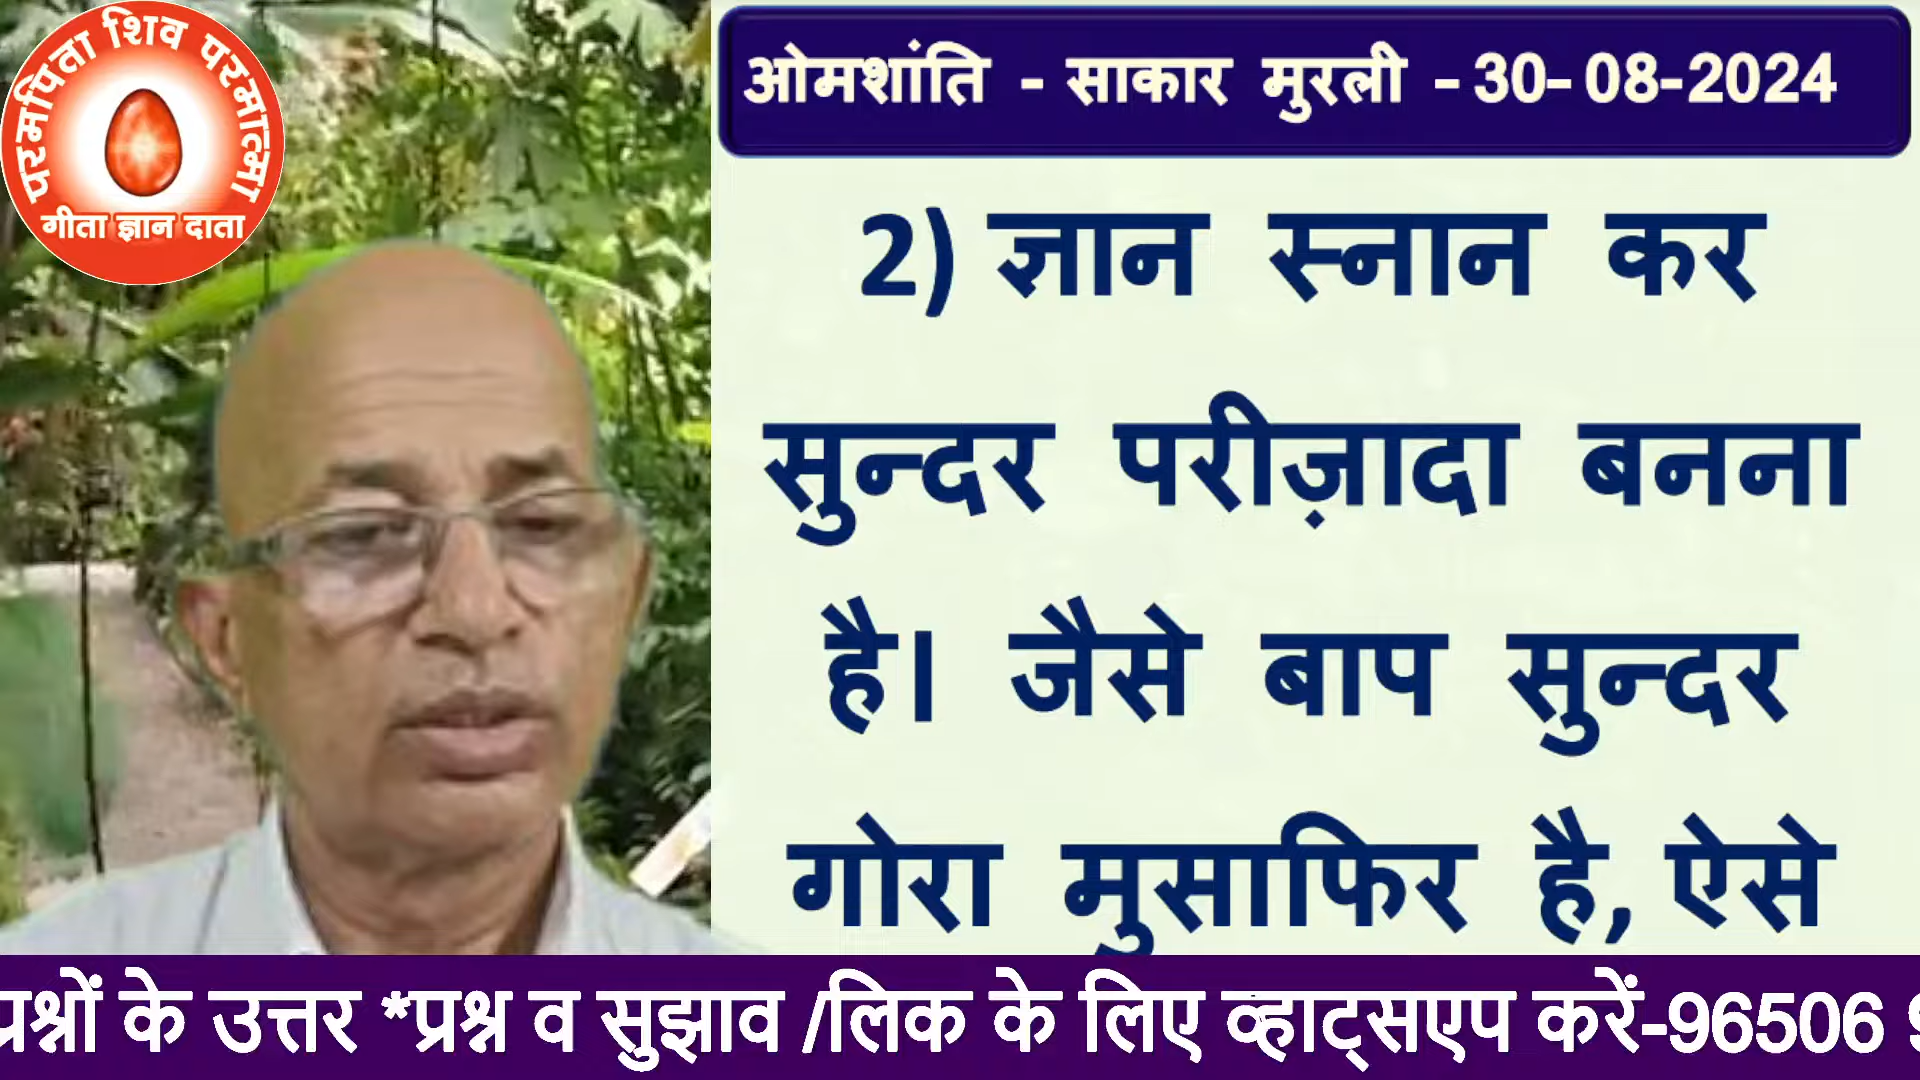 परमपिता शिव परमात्मा
गीता ज्ञान दाता
ओमशांति - साकार मुरली - 30- 08-2024
2) ज्ञान स्नान कर
सुन्दर परीज़ादा बनना
है। जैसे बाप सुन्दर
गोरा मुसाफिर है, ऐसे
प्रश्नों के उत्तर *प्रश्न व सुझाव /लिक के लिए व्हाट्सएप करें-96506